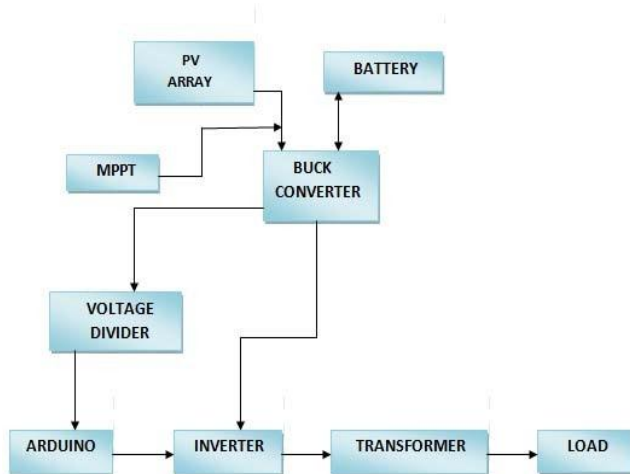 PV
ARRAY
BATTERY
MPPT
BUCK
CONVERTER
VOLTAGE
DIVIDER
ARDUINO
INVERTER
TRANSFORMER
LOAD